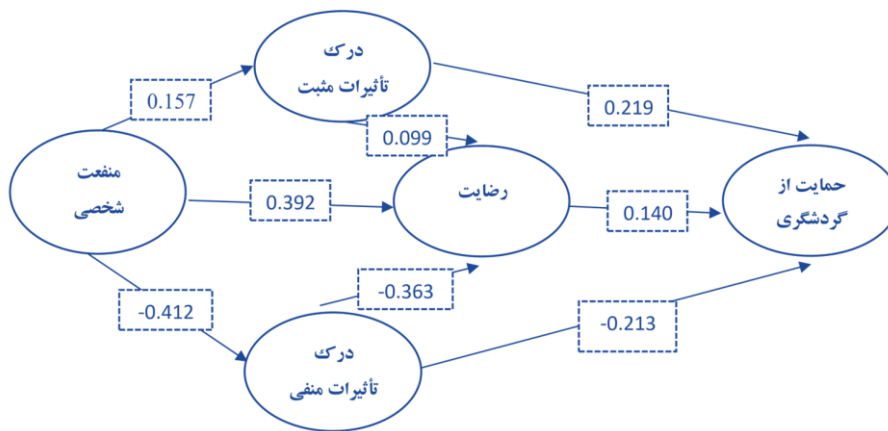 درک
تأثیرات مثبت
0.157
0.219
0.099
منفعت
شخصی
رضایت
حمایت از
گردشگری
0.392
0.140
-0.363
-0.412
-0.213
درک
تأثیرات منفی